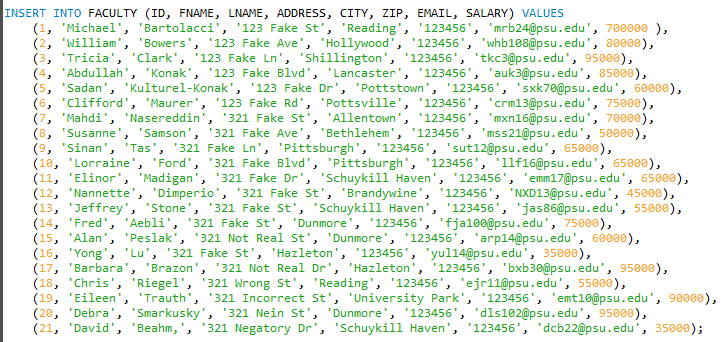 INSERT INTO FACULTY (ID, FNAME, LNAME, ADDRESS, CITY, ZIP, EMAIL, SALARY) VALUES
(1, 'Michael', 'Bartolacci', '123 Fake St', 'Reading', '123456', 'mrb24@psu.edu', 700000 ),
(2, 'William', 'Bowers', '123 Fake Ave', 'Hollywood', '123456', 'whb108@psu.edu', 80000),
(3, 'Tricia', 'Clark', '123 Fake Ln', 'Shillington', '123456', 'tkc3@psu.edu', 95000),
(4, 'Abdullah', 'Konak', '123 Fake Blvd', 'Lancaster', '123456', 'auk3@psu.edu', 85000),
(5, 'Sadan', 'Kulturel-Konak', '123 Fake Dr', 'Pottstown', '123456', 'sxk70@psu.edu', 60000),
(6, 'Clifford', 'Maurer', '123 Fake Rd', 'Pottsville', '123456', 'crm13@psu.edu', 75000),
(7, 'Mahdi', 'Nasereddin', '321 Fake St', 'Allentown', '123456', 'mxn16@psu.edu', 70000),
(8, 'Susanne', 'Samson', '321 Fake Ave', 'Bethlehem', '123456', 'mss21@psu.edu', 50000),
(9, 'Sinan', 'Tas', '321 Fake Ln', 'Pittsburgh', '123456', 'sut12@psu.edu', 65000),
(10, 'Lorraine', 'Ford', '321 Fake Blvd', 'Pittsburg', '123456', 'llf16@psu.edu', 65000),
(11, 'Elinor', 'Madigan', '321 Fake Dr', 'Schuykill Haven', '123456', 'emm17@psu.edu', 65000),
(12, 'Nannette', 'Dimperio', '321 Fake St', 'Brandywine', '123456', 'NXD13@psu.edu', 45000),
(13, 'Jeffrey', 'Stone', '321 Fake St', 'Schuykill Haven', '123456', 'jas86@psu.edu', 55000),
(14, 'Fred', 'Aebli', '321 Fake St', 'Dunmore', '123456', 'fja100@psu.edu', 75000),
(15, 'Alan', 'Peslak', '321 Not Real St', 'Dunmore', '123456', 'arp14@psu.edu', 60000),
(16, 'Yong', 'Lu', '321 Fake St', 'Hazleton', '123456', 'yul14@psu.edu', 35000),
(17, 'Barbara', 'Brazon', '321 Not Real Dr', 'Hazleton', '123456', 'bxb30@psu.edu', 95000),
(18, 'Chris', 'Riegel', '321 Wrong St', 'Reading', '123456', 'ejr11@psu.edu', 55000),
(19, 'Eileen', 'Trauth', '321 Incorrect St', 'University Park', '123456', 'emt10@psu.edu', 90000),
(20, 'Debra', 'Smarkusky', '321 Nein St', 'Dunmore', '123456', 'dls102@psu.edu', 95000),
(21, 'David', 'Beahm,', '321 Negatory Dr', 'Schuykill Haven', '123456', 'dcb22@psu.edu', 35000);